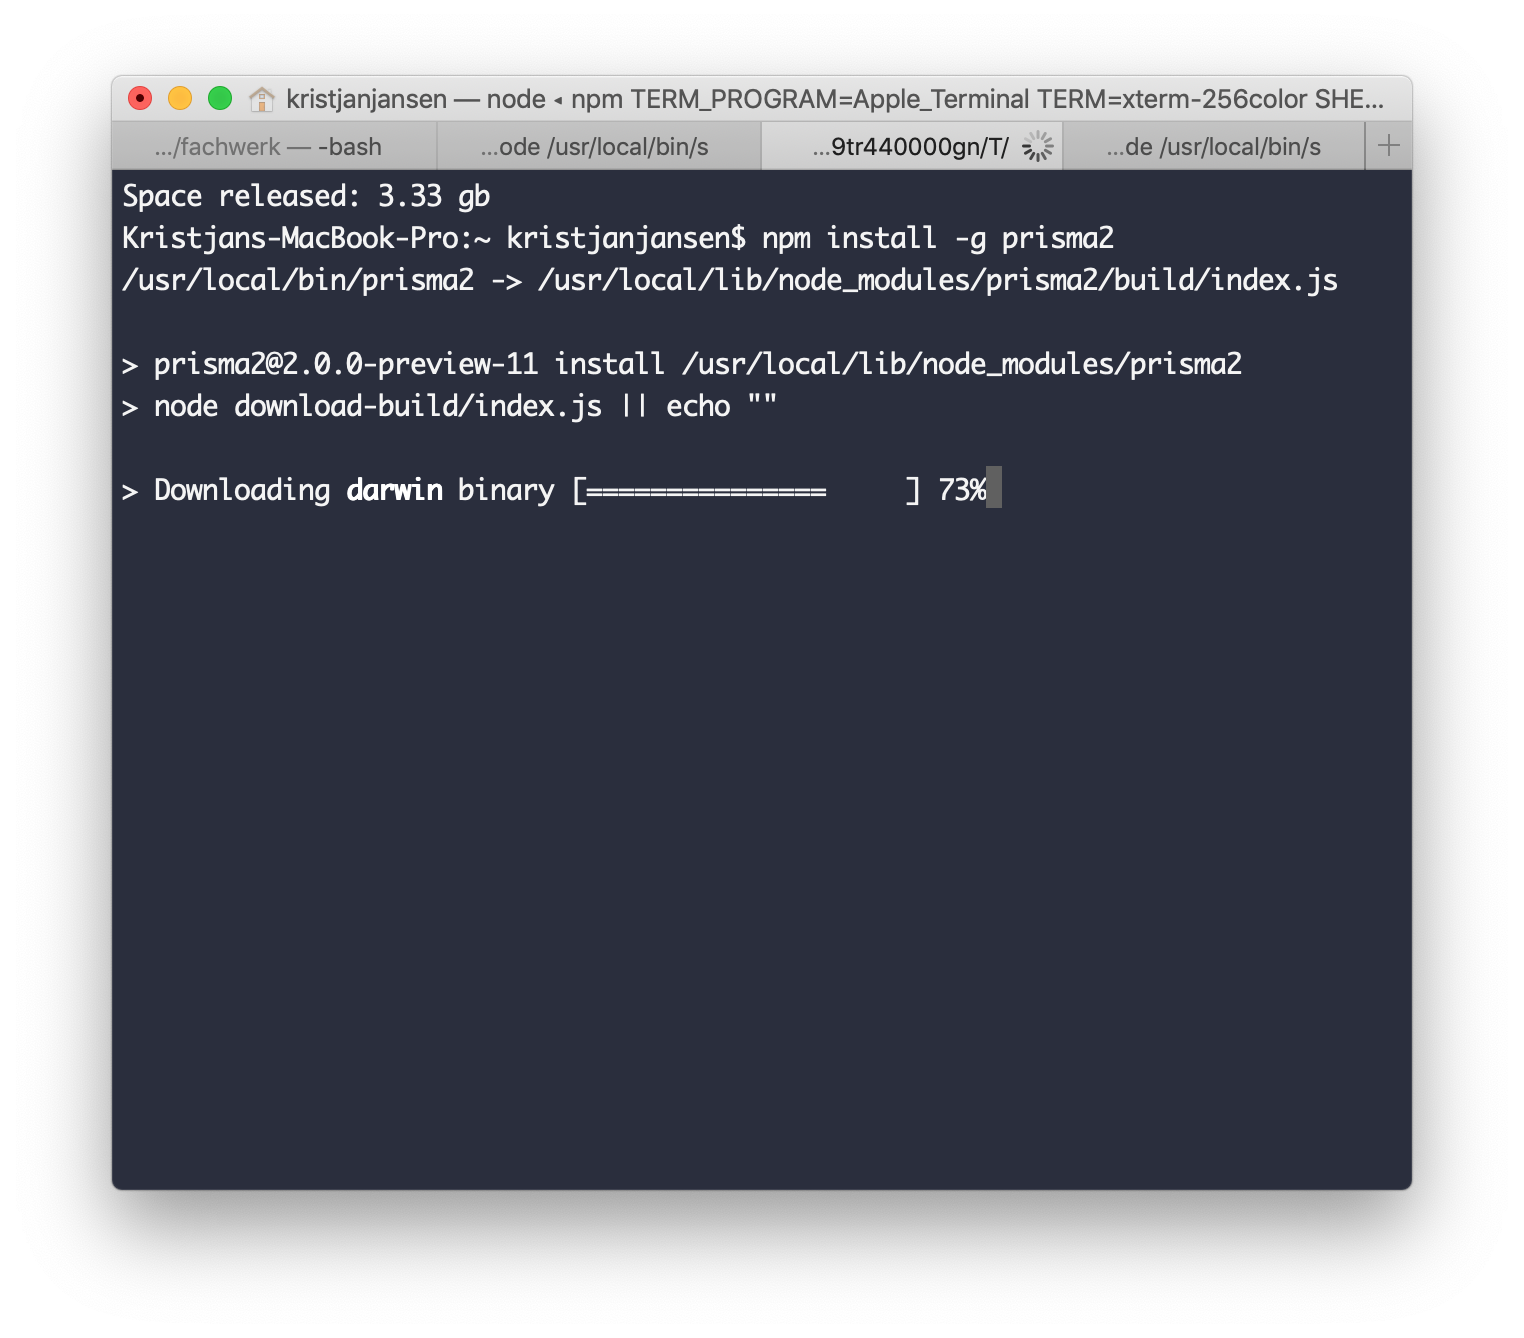 kristjanjansen — node ◂ npm TERM_PROGRAM=Apple_Terminal TERM=xterm-256color SHE...
.../fachwerk — -bash
...ode /usr/local/bin/s
...9tr440000gn/T/
...de /usr/local/bin/s
+
Space released: 3.33 gb
Kristjans-MacBook-Pro:~ kristjanjansen$ npm install -g prisma2
/usr/local/bin/prisma2 -> /usr/local/lib/node_modules/prisma2/build/index.js
> prisma2@2.0.0-preview-11 install /usr/local/lib/node_modules/prisma2
> node download-build/index.js || echo ""
> Downloading darwin binary [===============     ] 73%